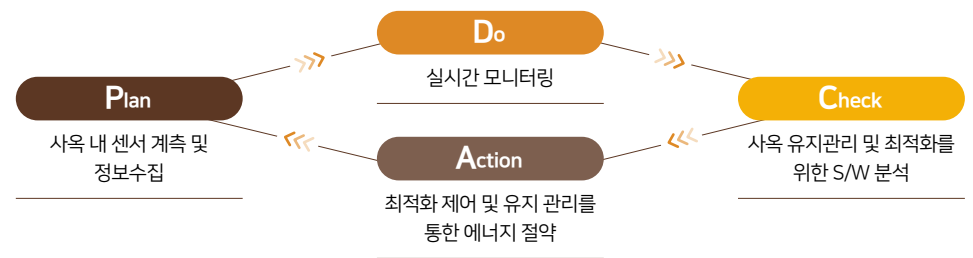 Plan
사옥 내 센서 계측 및
정보수집
Do
실시간 모니터링
Check
사옥 유지관리 및 최적화를
위한 S/W 분석
Action
최적화 제어 및 유지 관리를
통한 에너지 절약